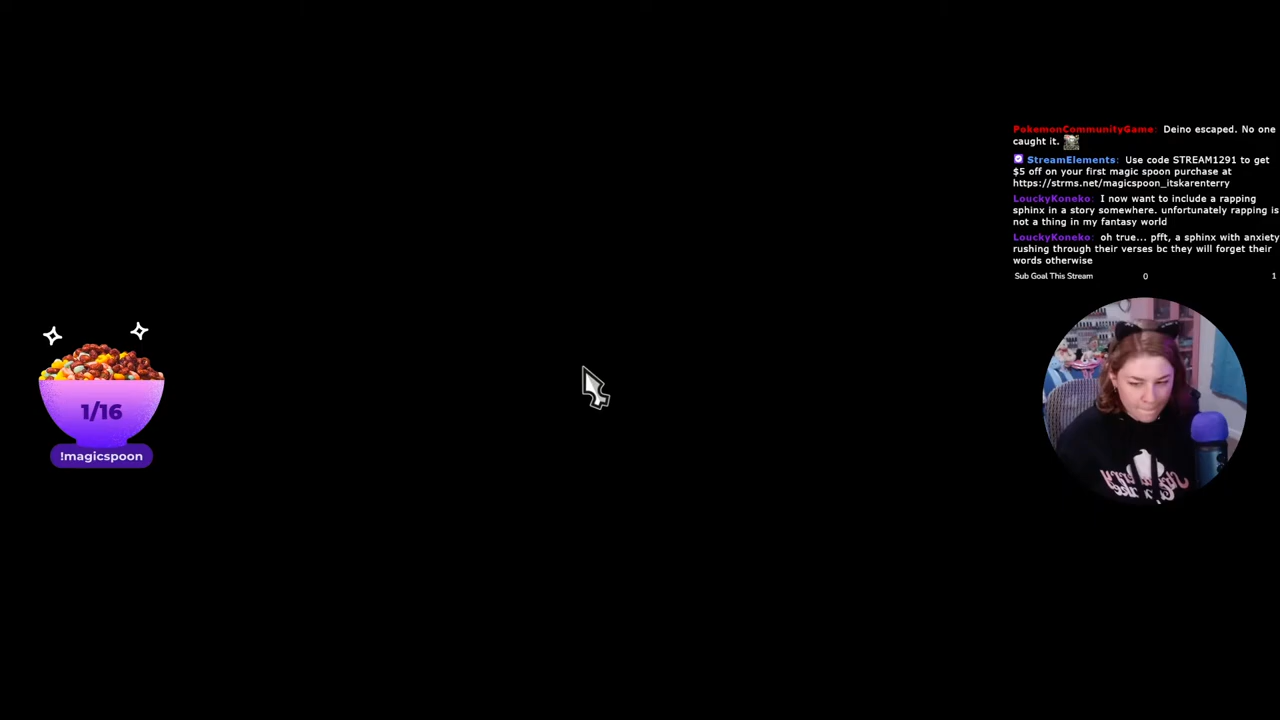 PokemonCommunityGame: Deino escaped. No one
caught it.
StreamElements: Use code STREAM1291 to get
$5 off on your first magic spoon purchase at
https://strms.net/magicspoon_itskarenterry
LouckyKoneko: I now want to include a rapping
sphinx in a story somewhere. unfortunately rapping is
not a thing in my fantasy world
LouckyKoneko: oh true... pfft, a sphinx with anxiety
rushing through their verses bc they will forget their
words otherwise
Sub Goal This Stream 0 1
1/16
!magicspoon